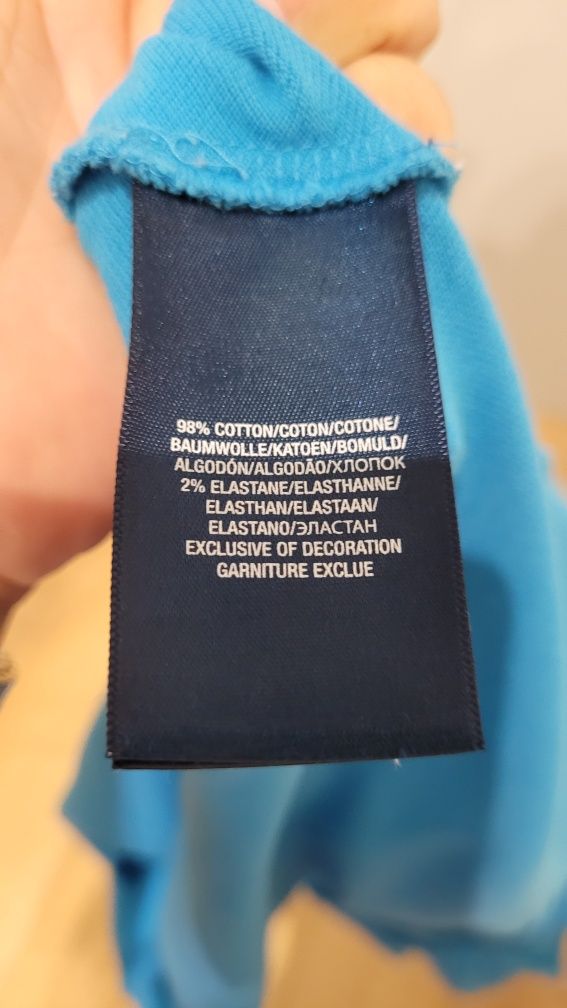 98% COTTON/COTON/COTONE/
BAUMWOLLE/KATOEN/BOMULD/
ALGODÓN/ALGODÃO/ХЛОПОК
2% ELASTANE/ELASTHANNE/
ELASTHAN/ELASTAAN/
ELASTANO/ЭЛАСТАН
EXCLUSIVE OF DECORATION
GARNITURE EXCLUE